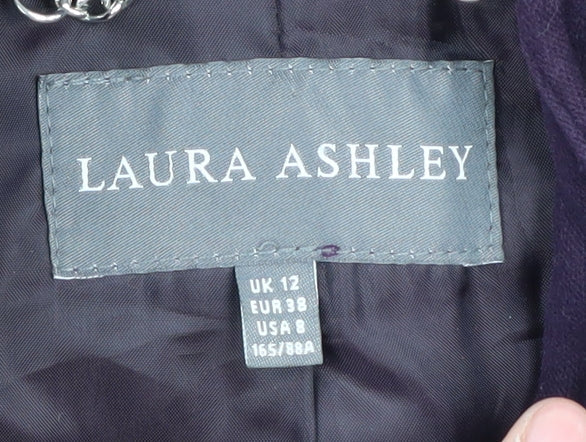 LAURA ASHLEY
UK 12
EUR 38
USA 8
165/88A